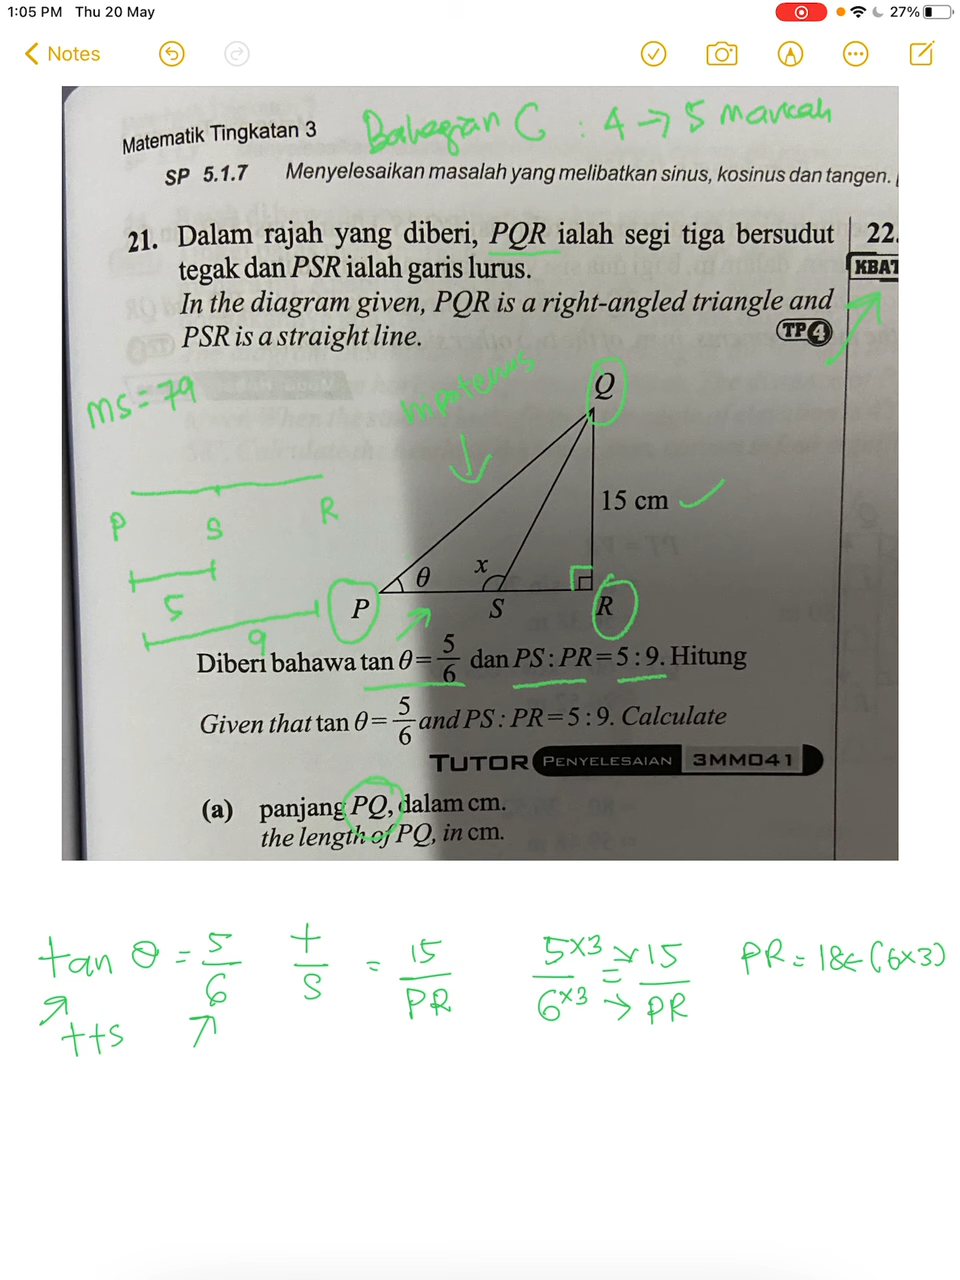 1:05 PM Thu 20 May
27%
Notes
Matematik Tingkatan 3
Bahagian C : 4 → 5 markah
SP 5.1.7 Menyelesaikan masalah yang melibatkan sinus, kosinus dan tangen.
21. Dalam rajah yang diberi, PQR ialah segi tiga bersudut
tegak dan PSR ialah garis lurus.
In the diagram given, PQR is a right-angled triangle and
PSR is a straight line.
TP 4
22.
KBAT
ms = 79
hipotenus
Q
15 cm
P S R
5
9
θ x
P S R
Diberi bahawa tan θ = 5/6 dan PS : PR = 5 : 9. Hitung
Given that tan θ = 5/6 and PS : PR = 5 : 9. Calculate
TUTOR PENYELESAIAN 3MM041
(a) panjang PQ, dalam cm.
the length of PQ, in cm.
tan θ = 5/6 t/s = 15/PR 5×3/6×3 = 15/PR PR = 18 ← (6×3)
tts